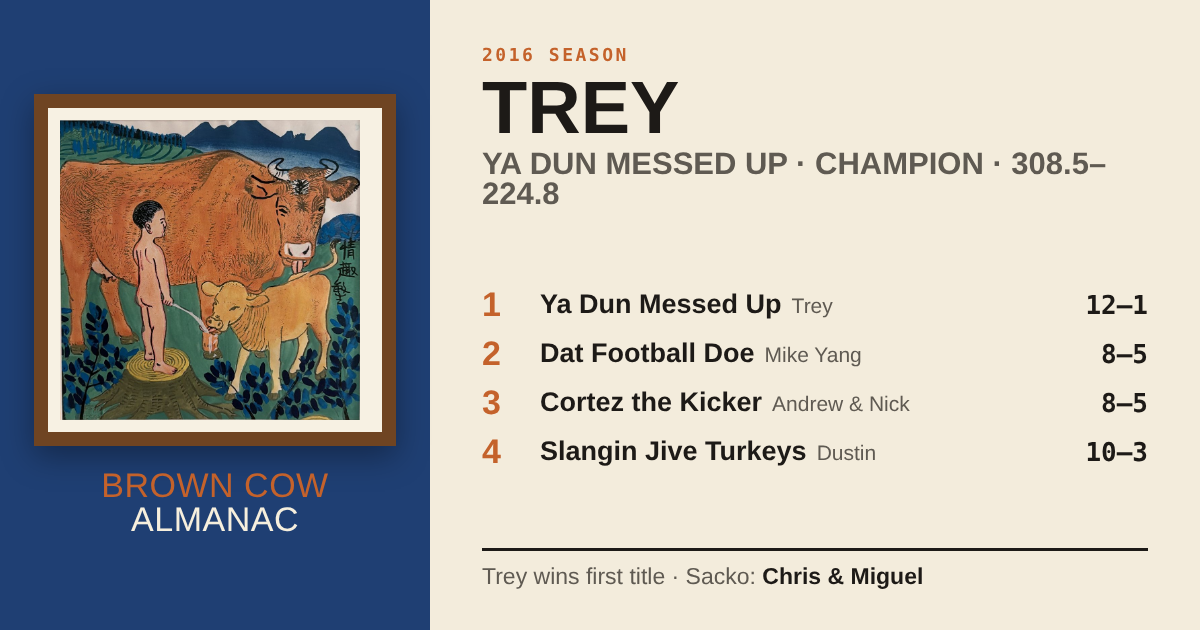 2016 SEASON
TREY
YA DUN MESSED UP · CHAMPION · 308.5–
224.8
1 Ya Dun Messed Up Trey 12–1
2 Dat Football Doe Mike Yang 8–5
3 Cortez the Kicker Andrew & Nick 8–5
4 Slangin Jive Turkeys Dustin 10–3
Trey wins first title · Sacko: Chris & Miguel
情
趣
BROWN COW
ALMANAC